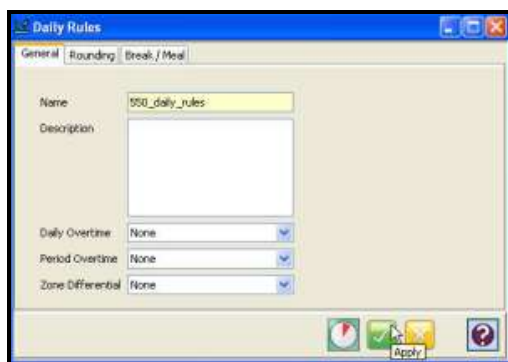 Daily Rules
General Rounding Break / Meal
Name 550_daily_rules
Description
Daily Overtime None
Period Overtime None
Zone Differential None
Apply